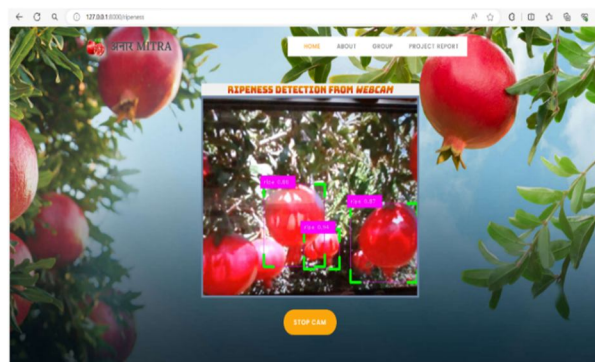 127.0.0.1:8000/ripeness
अनार MITRA
HOME ABOUT GROUP PROJECT REPORT
RIPENESS DETECTION FROM WEBCAM
STOP CAM